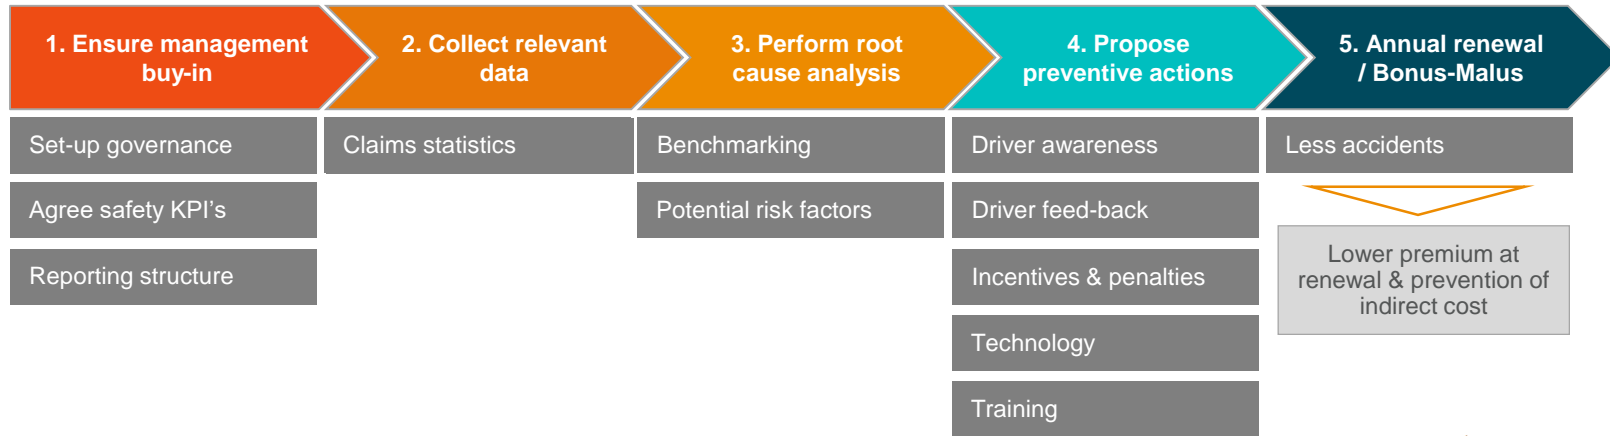 1. Ensure management
buy-in
2. Collect relevant
data
3. Perform root
cause analysis
4. Propose
preventive actions
5. Annual renewal
/ Bonus-Malus
Set-up governance
Agree safety KPI’s
Reporting structure
Claims statistics
Benchmarking
Potential risk factors
Driver awareness
Driver feed-back
Incentives & penalties
Technology
Training
Less accidents
Lower premium at
renewal & prevention of
indirect cost